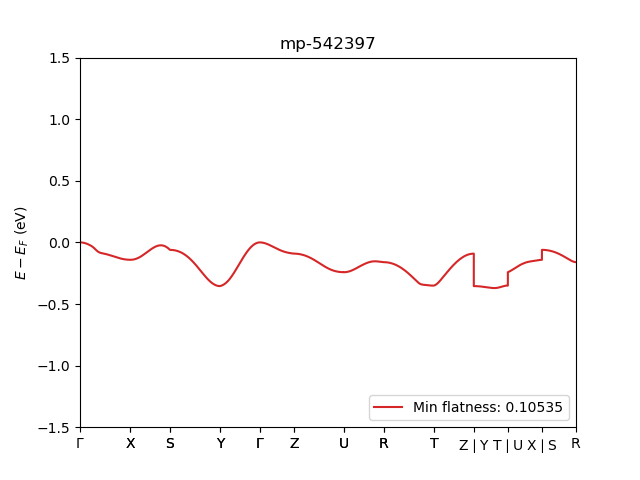 mp-542397
1.5
1.0
0.5
0.0
−0.5
−1.0
−1.5
E − E_F (eV)
Min flatness: 0.10535
Γ X S Y Γ Z U R T Z | Y T | U X | S R